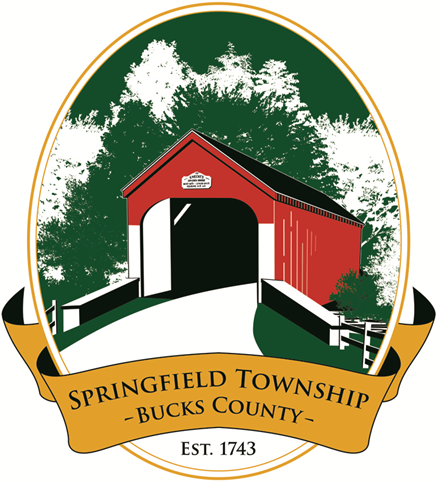 SPRINGFIELD TOWNSHIP
- BUCKS COUNTY -
EST. 1743